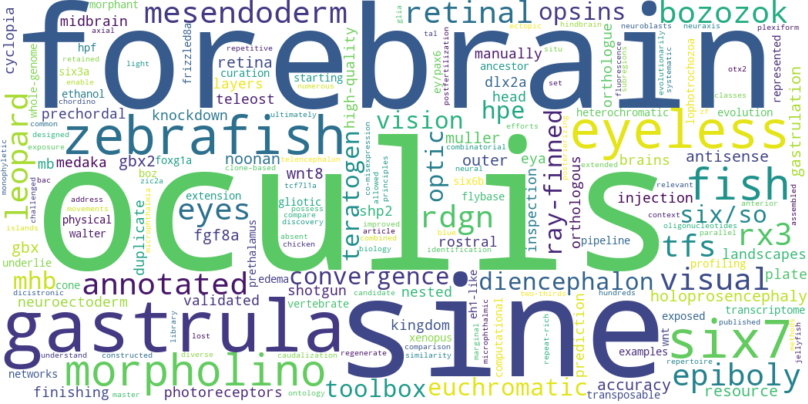 forebrain
oculis
sine
gastrula
zebrafish
eyeless
morpholino
fish
six7
mesendoderm
retinal
opsins
bozozok
cyclopia
midbrain
morphant
axial
hpf
retained
six3a
enable
whole-genome
ethanol
prechordal
leopard
mb
medaka
gbx2
foxg1a
boz
zic2a
bac
challenged
monophyletic
common
designed
exposure
islands
address
movements
physical
walter
gbx
underlie
mhb
cone
dicistronic
neuroectoderm
networks
finishing
master
understand
constructed
library
lost
diverse
caudalization
ontology
photoreceptors
validated
annotated
duplicate
extension
eyes
fgf8a
noonan
knockdown
layers
teleost
retina
curation
starting
numerous
light
repetitive
frizzled8a
glia
tal
high-quality
ey/pax6
postfertilization
vision
manually
ancestor
dlx2a
head
hpe
muller
outer
optic
teratogen
co-misexpression
allowed
principles
combinatorial
neural
six6b
eya
flybase
shp2
rdgn
rostral
improved
article
blue
combined
biology
identification
extended
inspection
pipeline
ray-finned
orthologous
orthologue
situ
set
hindbrain
neuroblasts
neuraxis
plexiform
represented
fluorescence
evolutionarily
systematic
otx2
classes
lophotrochozoa
gastrulation
heterochromatic
evolution
efforts
brains
antisense
relevant
anterior
injection
context
oligonucleotides
parallel
assembled
tfs
six/so
rx3
landscapes
profiling
plate
visual
holoprosencephaly
transcriptome
exposed
wnt
published
repertoire
jellyfish
epiboly
resource
accuracy
transposable
examples
hundreds
two-thirds
repeat-rich
prediction
computational
microphthalmic
eh1-like
candidate
marginal
diencephalon
convergence
shotgun
nested
vertebrate
kingdom
xenopus
comparison
similarity
regenerate
toolbox
euchromatic
edema
prethalamus
wnt8
gliotic
tcf711a
possess
compare
discovery
absent
chicken
chordino
ultimately
telencephalon
clone-based
microphthalmia